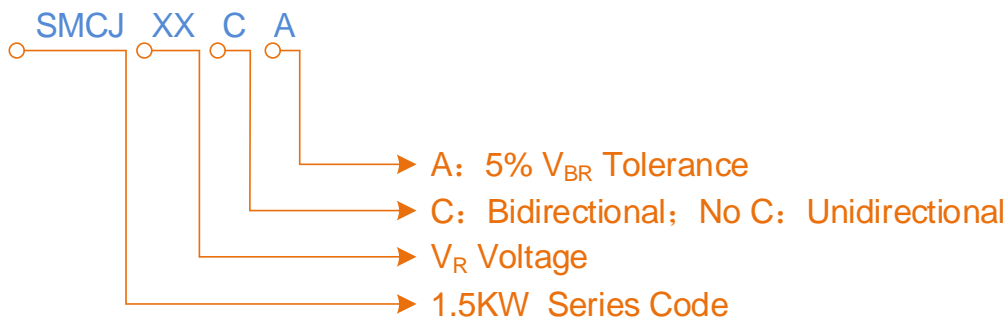 SMCJ XX C A
A：5% VBR Tolerance
C：Bidirectional；No C：Unidirectional
VR Voltage
1.5KW Series Code